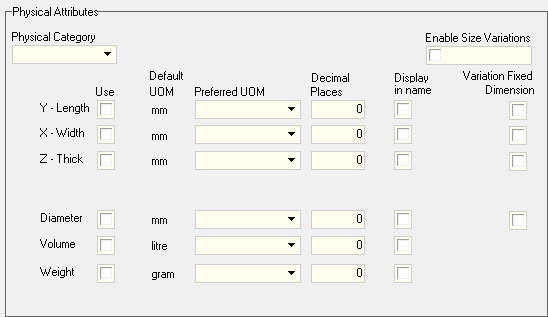 Physical Attributes
Physical Category
Enable Size Variations
Use
Default UOM
Preferred UOM
Decimal Places
Display in name
Variation Fixed Dimension
Y - Length mm 0
X - Width mm 0
Z - Thick mm 0
Diameter mm 0
Volume litre 0
Weight gram 0